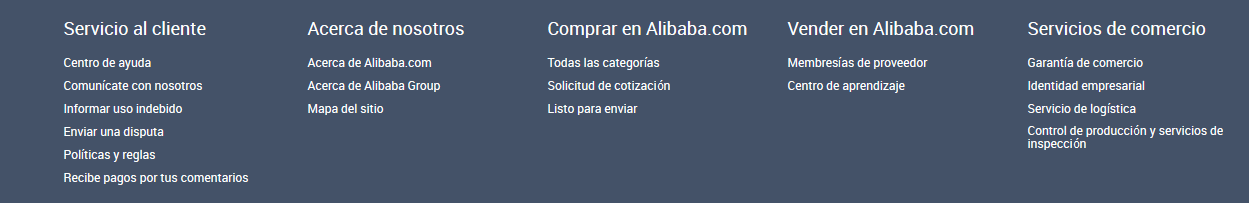 Servicio al cliente
Centro de ayuda
Comunícate con nosotros
Informar uso indebido
Enviar una disputa
Políticas y reglas
Recibe pagos por tus comentarios
Acerca de nosotros
Acerca de Alibaba.com
Acerca de Alibaba Group
Mapa del sitio
Comprar en Alibaba.com
Todas las categorías
Solicitud de cotización
Listo para enviar
Vender en Alibaba.com
Membresías de proveedor
Centro de aprendizaje
Servicios de comercio
Garantía de comercio
Identidad empresarial
Servicio de logística
Control de producción y servicios de
inspección